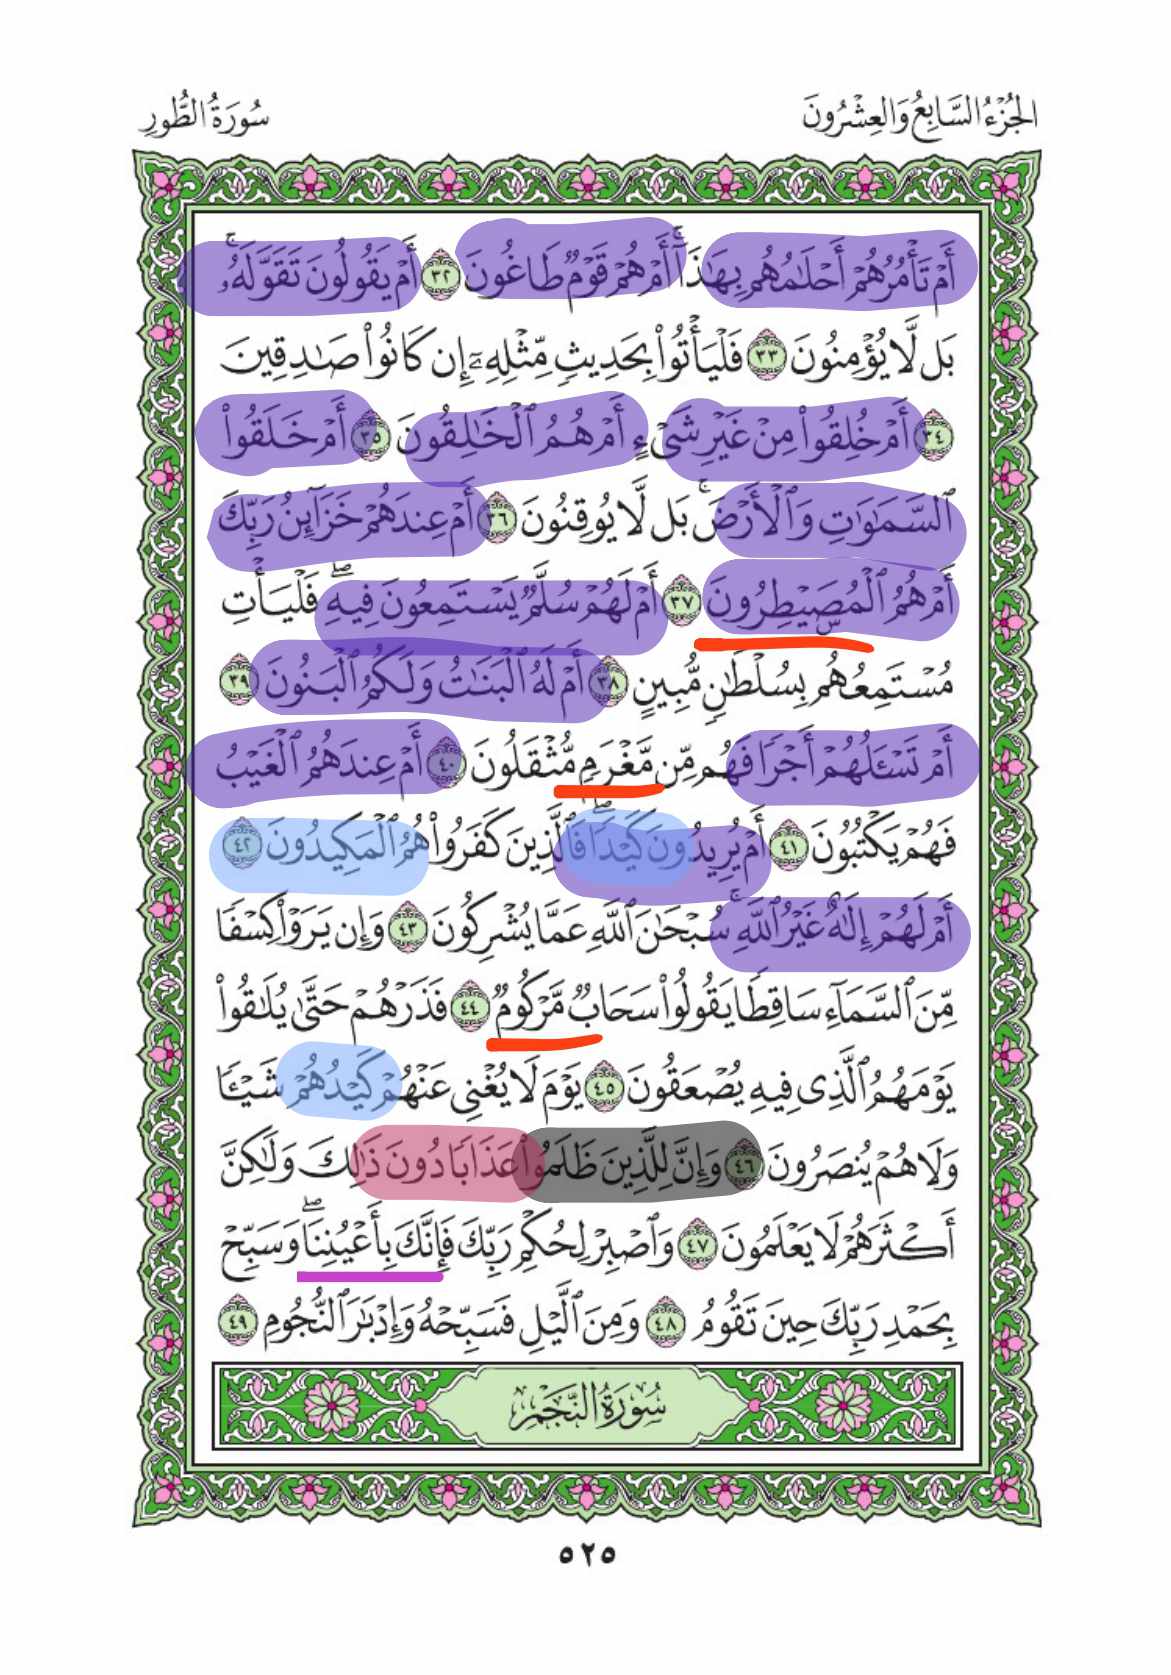 الجُزْءُ السَّابِعُ وَالعِشْرُونَ
سُورَةُ الطُّورِ
أَمْ تَأْمُرُهُمْ أَحْلَٰمُهُم بِهَٰذَآۚ أَمْ هُمْ قَوْمٌ طَاغُونَ ٣٢ أَمْ يَقُولُونَ تَقَوَّلَهُۥۚ
بَل لَّا يُؤْمِنُونَ ٣٣ فَلْيَأْتُوا۟ بِحَدِيثٍ مِّثْلِهِۦٓ إِن كَانُوا۟ صَٰدِقِينَ
٣٤ أَمْ خُلِقُوا۟ مِنْ غَيْرِ شَىْءٍ أَمْ هُمُ ٱلْخَٰلِقُونَ ٣٥ أَمْ خَلَقُوا۟
ٱلسَّمَٰوَٰتِ وَٱلْأَرْضَۚ بَل لَّا يُوقِنُونَ ٣٦ أَمْ عِندَهُمْ خَزَآئِنُ رَبِّكَ
أَمْ هُمُ ٱلْمُصَۣيْطِرُونَ ٣٧ أَمْ لَهُمْ سُلَّمٌ يَسْتَمِعُونَ فِيهِۖ فَلْيَأْتِ
مُسْتَمِعُهُم بِسُلْطَٰنٍ مُّبِينٍ ٣٨ أَمْ لَهُ ٱلْبَنَٰتُ وَلَكُمُ ٱلْبَنُونَ ٣٩
أَمْ تَسْـَٔلُهُمْ أَجْرًا فَهُم مِّن مَّغْرَمٍ مُّثْقَلُونَ ٤٠ أَمْ عِندَهُمُ ٱلْغَيْبُ
فَهُمْ يَكْتُبُونَ ٤١ أَمْ يُرِيدُونَ كَيْدًاۖ فَٱلَّذِينَ كَفَرُوا۟ هُمُ ٱلْمَكِيدُونَ ٤٢
أَمْ لَهُمْ إِلَٰهٌ غَيْرُ ٱللَّهِۚ سُبْحَٰنَ ٱللَّهِ عَمَّا يُشْرِكُونَ ٤٣ وَإِن يَرَوْا۟ كِسْفًا
مِّنَ ٱلسَّمَآءِ سَاقِطًا يَقُولُوا۟ سَحَابٌ مَّرْكُومٌ ٤٤ فَذَرْهُمْ حَتَّىٰ يُلَٰقُوا۟
يَوْمَهُمُ ٱلَّذِى فِيهِ يُصْعَقُونَ ٤٥ يَوْمَ لَا يُغْنِى عَنْهُمْ كَيْدُهُمْ شَيْـًٔا
وَلَا هُمْ يُنصَرُونَ ٤٦ وَإِنَّ لِلَّذِينَ ظَلَمُوا۟ عَذَابًا دُونَ ذَٰلِكَ وَلَٰكِنَّ
أَكْثَرَهُمْ لَا يَعْلَمُونَ ٤٧ وَٱصْبِرْ لِحُكْمِ رَبِّكَ فَإِنَّكَ بِأَعْيُنِنَاۖ وَسَبِّحْ
بِحَمْدِ رَبِّكَ حِينَ تَقُومُ ٤٨ وَمِنَ ٱلَّيْلِ فَسَبِّحْهُ وَإِدْبَٰرَ ٱلنُّجُومِ ٤٩
سُورَةُ النَّجْمِ
٥٢٥